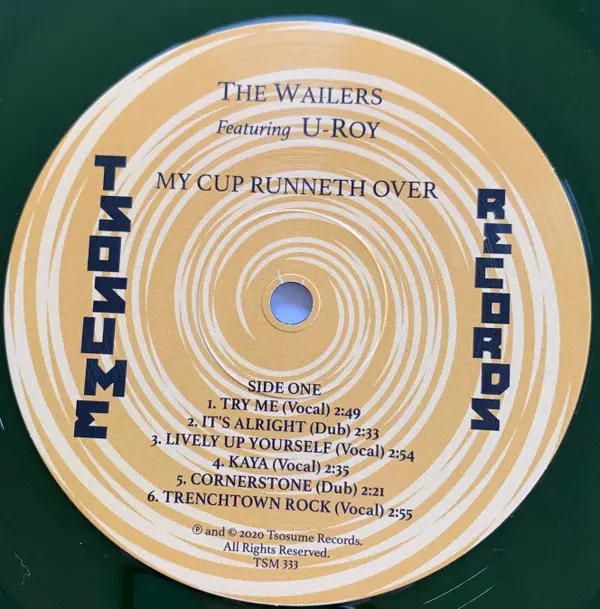 THE WAILERS
Featuring U-ROY
MY CUP RUNNETH OVER
TSOSUME
RECORDS
SIDE ONE
1. TRY ME (Vocal) 2:49
2. IT'S ALRIGHT (Dub) 2:33
3. LIVELY UP YOURSELF (Vocal) 2:54
4. KAYA (Vocal) 2:35
5. CORNERSTONE (Dub) 2:21
6. TRENCHTOWN ROCK (Vocal) 2:55
℗ and © 2020 Tsosume Records.
All Rights Reserved.
TSM 333